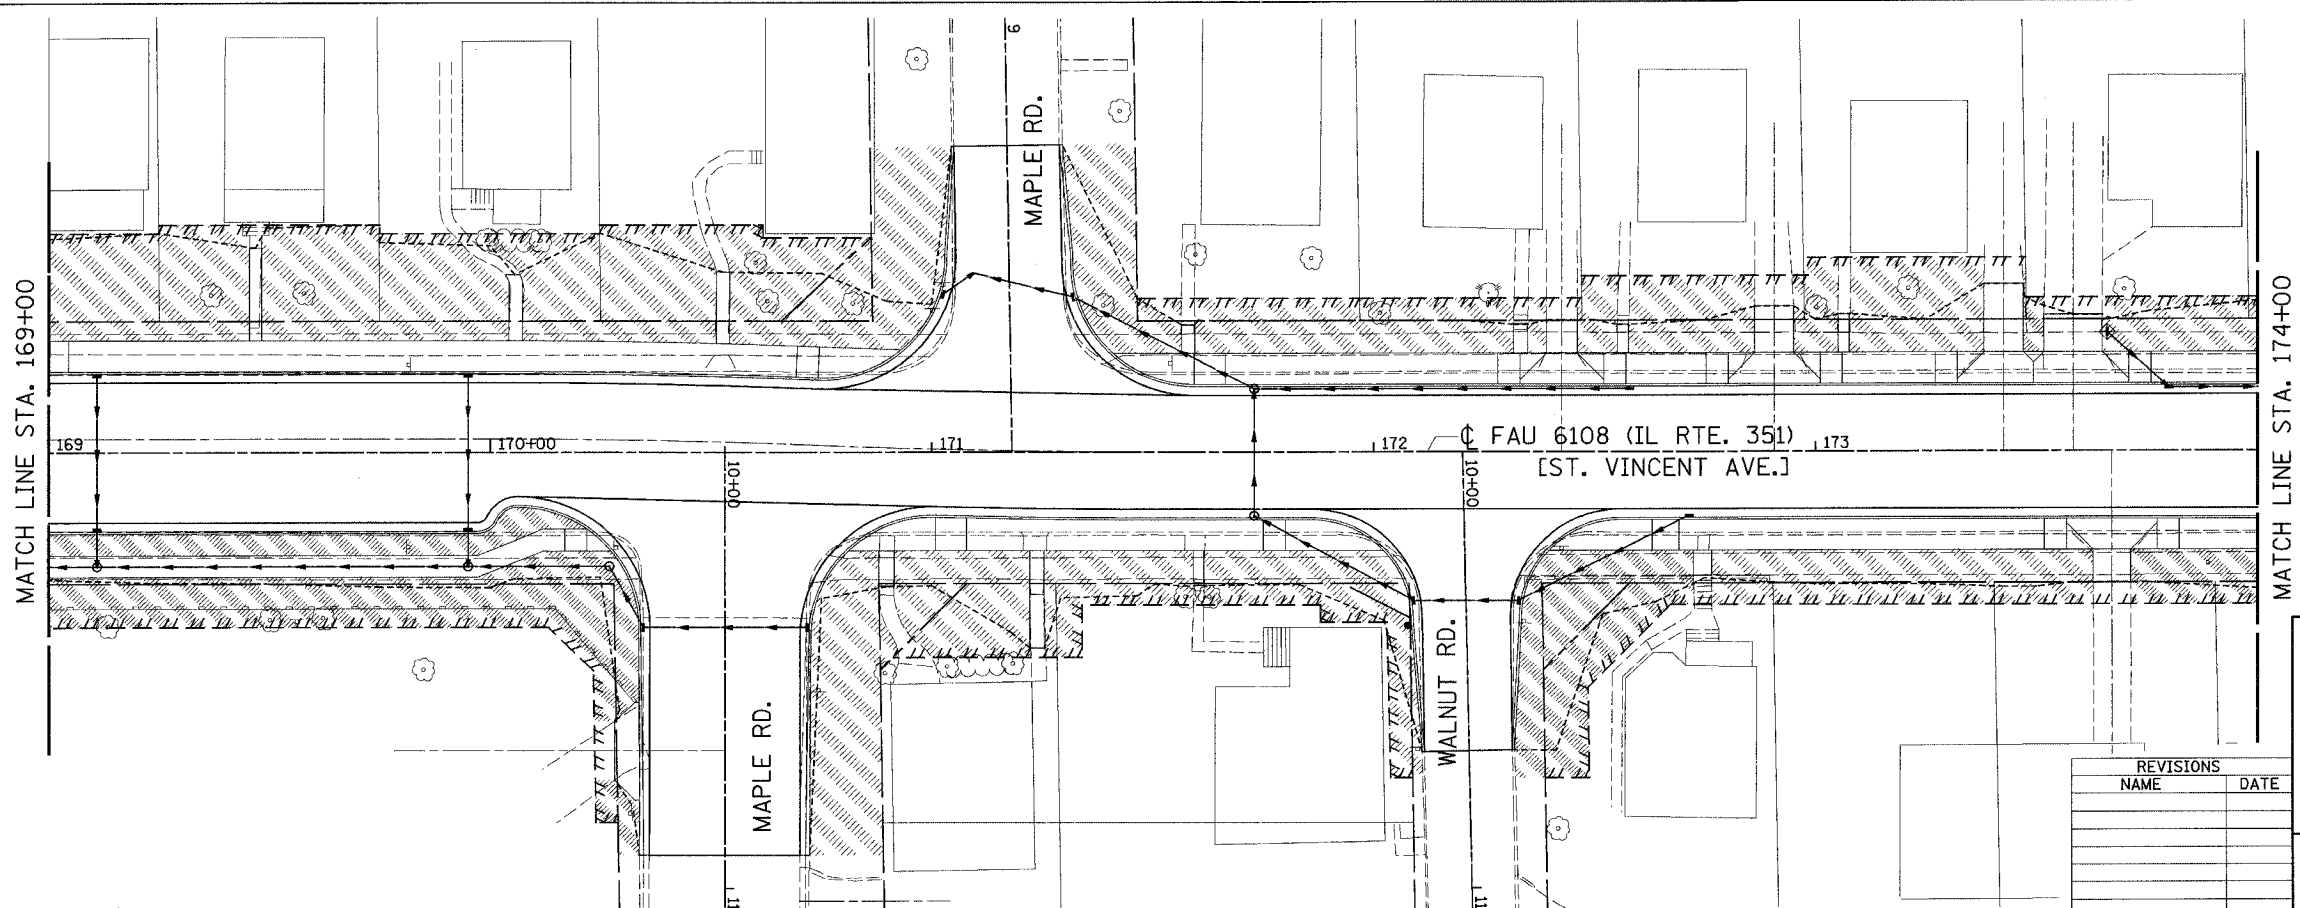 MATCH LINE STA. 169+00
9
MAPLE RD.
169
170+00
171
172
℄ FAU 6108 (IL RTE. 351)
[ST. VINCENT AVE.]
173
10+00
10+00
MAPLE RD.
WALNUT RD.
11
11
MATCH LINE STA. 174+00
REVISIONS
NAME DATE